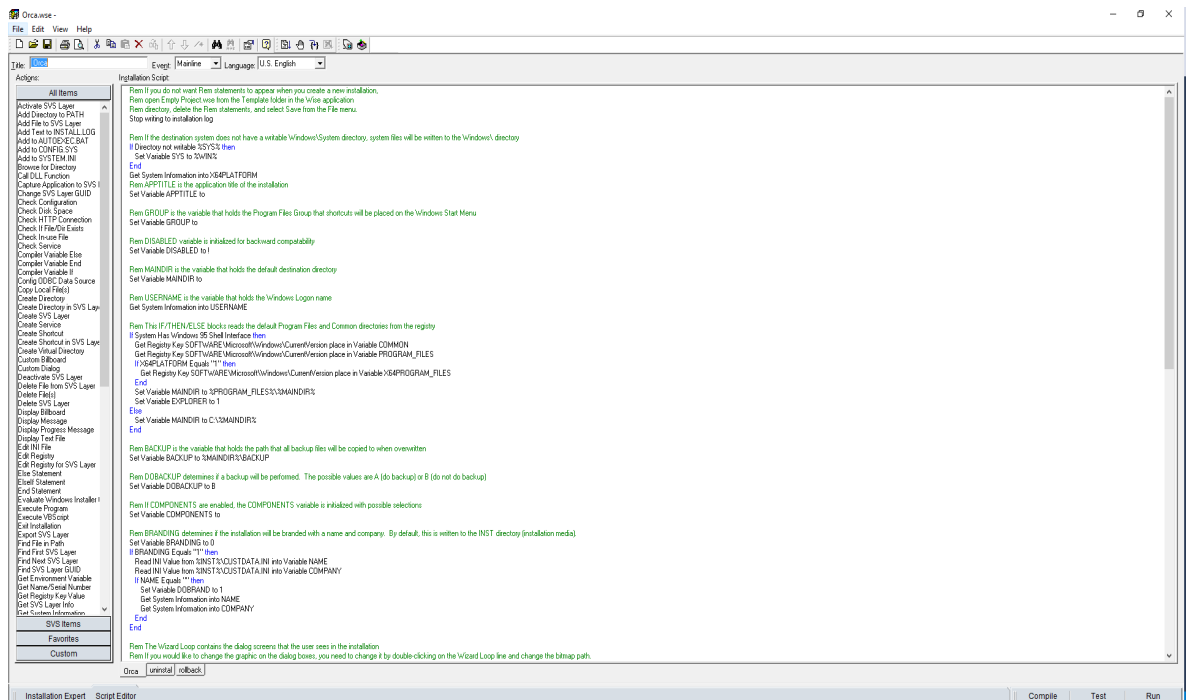 Orca.wse -
File Edit View Help
Title: Orca Event: Mainline Language: U.S. English
Actions: Installation Script:
All Items
Activate SVS Layer
Add Directory to PATH
Add File to SVS Layer
Add Text to INSTALL.LOG
Add to AUTOEXEC.BAT
Add to CONFIG.SYS
Add to SYSTEM.INI
Browse for Directory
Call DLL Function
Capture Application to SVS l
Change SVS Layer GUID
Check Configuration
Check Disk Space
Check HTTP Connection
Check If File/Dir Exists
Check In-use File
Check Service
Compiler Variable Else
Compiler Variable End
Compiler Variable If
Config ODBC Data Source
Copy Local File(s)
Create Directory
Create Directory in SVS Lay
Create SVS Layer
Create Service
Create Shortcut
Create Shortcut in SVS Laye
Create Virtual Directory
Custom Billboard
Custom Dialog
Deactivate SVS Layer
Delete File from SVS Layer
Delete File(s)
Delete SVS Layer
Display Billboard
Display Message
Display Progress Message
Display Text File
Edit INI File
Edit Registry
Edit Registry for SVS Layer
Else Statement
ElseIf Statement
End Statement
Evaluate Windows Installer
Execute Program
Execute VBScript
Exit Installation
Export SVS Layer
Find File in Path
Find First SVS Layer
Find Next SVS Layer
Find SVS Layer GUID
Get Environment Variable
Get Name/Serial Number
Get Registry Key Value
Get SVS Layer Info
Get System Information
SVS Items
Favorites
Custom
Rem If you do not want Rem statements to appear when you create a new installation,
Rem open Empty Project.wse from the Template folder in the Wise application
Rem directory, delete the Rem statements, and select Save from the File menu.
Stop writing to installation log
Rem If the destination system does not have a writable Windows\System directory, system files will be written to the Windows\ directory
If Directory not writable %SYS% then
Set Variable SYS to %WIN%
End
Get System Information into X64PLATFORM
Rem APPTITLE is the application title of the installation
Set Variable APPTITLE to
Rem GROUP is the variable that holds the Program Files Group that shortcuts will be placed on the Windows Start Menu
Set Variable GROUP to
Rem DISABLED variable is initialized for backward compatability
Set Variable DISABLED to !
Rem MAINDIR is the variable that holds the default destination directory
Set Variable MAINDIR to
Rem USERNAME is the variable that holds the Windows Logon name
Get System Information into USERNAME
Rem This IF/THEN/ELSE blocks reads the default Program Files and Common directories from the registry
If System Has Windows 95 Shell Interface then
Get Registry Key SOFTWARE\Microsoft\Windows\CurrentVersion place in Variable COMMON
Get Registry Key SOFTWARE\Microsoft\Windows\CurrentVersion place in Variable PROGRAM_FILES
If X64PLATFORM Equals "1" then
Get Registry Key SOFTWARE\Microsoft\Windows\CurrentVersion place in Variable X64PROGRAM_FILES
End
Set Variable MAINDIR to %PROGRAM_FILES%\%MAINDIR%
Set Variable EXPLORER to 1
Else
Set Variable MAINDIR to C:\%MAINDIR%
End
Rem BACKUP is the variable that holds the path that all backup files will be copied to when overwritten
Set Variable BACKUP to %MAINDIR%\BACKUP
Rem DOBACKUP determines if a backup will be performed. The possible values are A (do backup) or B (do not do backup)
Set Variable DOBACKUP to B
Rem If COMPONENTS are enabled, the COMPONENTS variable is initialized with possible selections
Set Variable COMPONENTS to
Rem BRANDING determines if the installation will be branded with a name and company. By default, this is written to the INST directory (installation media).
Set Variable BRANDING to 0
If BRANDING Equals "1" then
Read INI Value from %INST%\CUSTDATA.INI into Variable NAME
Read INI Value from %INST%\CUSTDATA.INI into Variable COMPANY
If NAME Equals "" then
Set Variable DOBRAND to 1
Get System Information into NAME
Get System Information into COMPANY
End
End
Rem The Wizard Loop contains the dialog screens that the user sees in the installation
Rem If you would like to change the graphic on the dialog boxes, you need to change it by double-clicking on the Wizard Loop line and change the bitmap path.
Orca uninstal rollback
Installation Expert Script Editor Compile Test Run